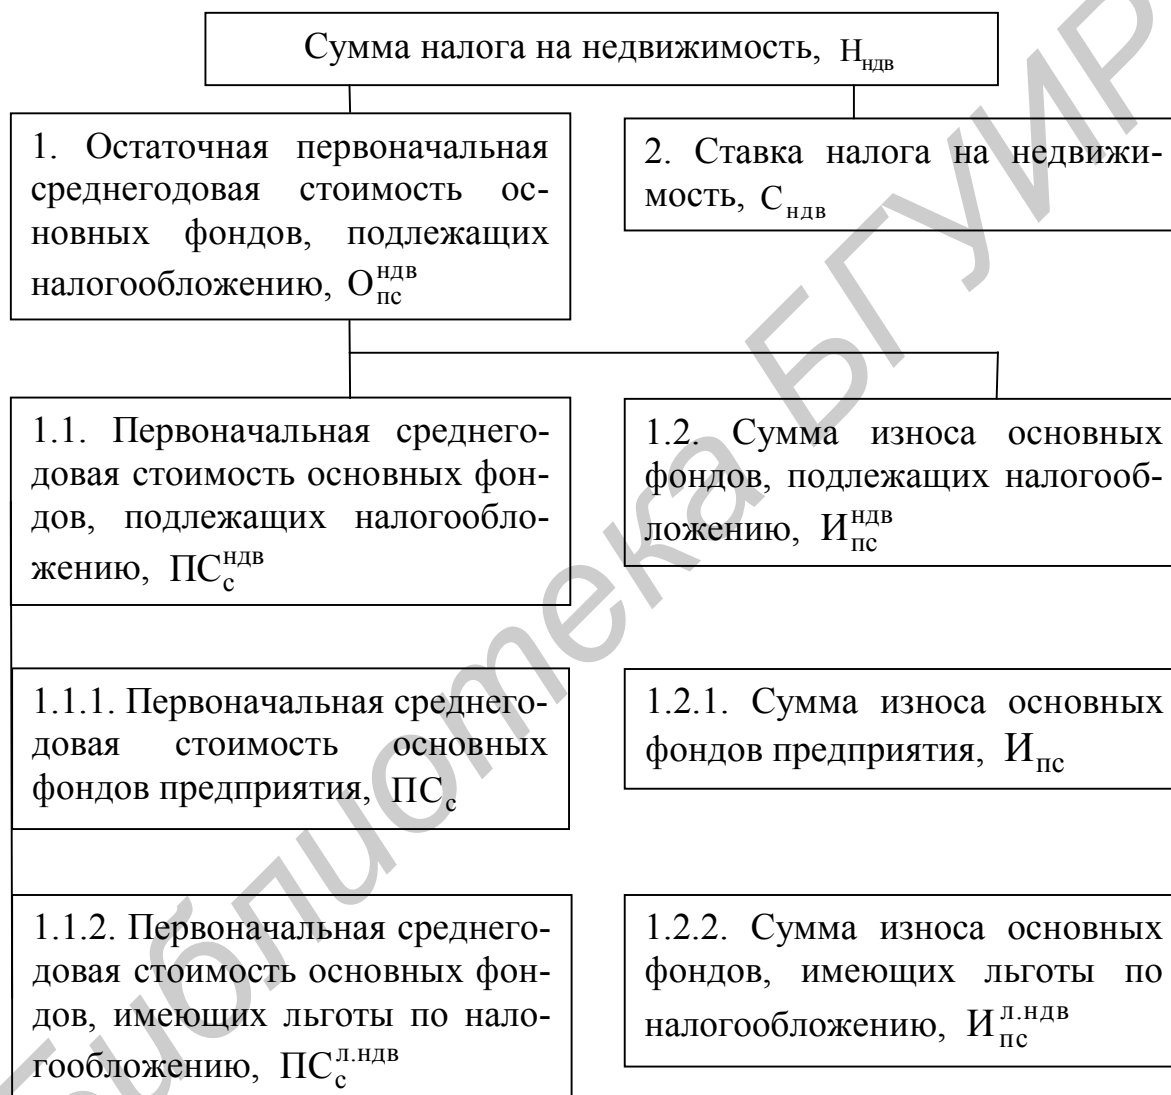 Сумма налога на недвижимость, Н_ндв
1. Остаточная первоначальная
среднегодовая стоимость ос-
новных фондов, подлежащих
налогообложению, О_пс^ндв
2. Ставка налога на недвижи-
мость, С_ндв
1.1. Первоначальная среднего-
довая стоимость основных фон-
дов, подлежащих налогообло-
жению, ПС_с^ндв
1.2. Сумма износа основных
фондов, подлежащих налогооб-
ложению, И_пс^ндв
1.1.1. Первоначальная среднего-
довая стоимость основных
фондов предприятия, ПС_с
1.2.1. Сумма износа основных
фондов предприятия, И_пс
1.1.2. Первоначальная среднего-
довая стоимость основных фон-
дов, имеющих льготы по нало-
гообложению, ПС_с^л.ндв
1.2.2. Сумма износа основных
фондов, имеющих льготы по
налогообложению, И_пс^л.ндв
Библиотека БГУИР